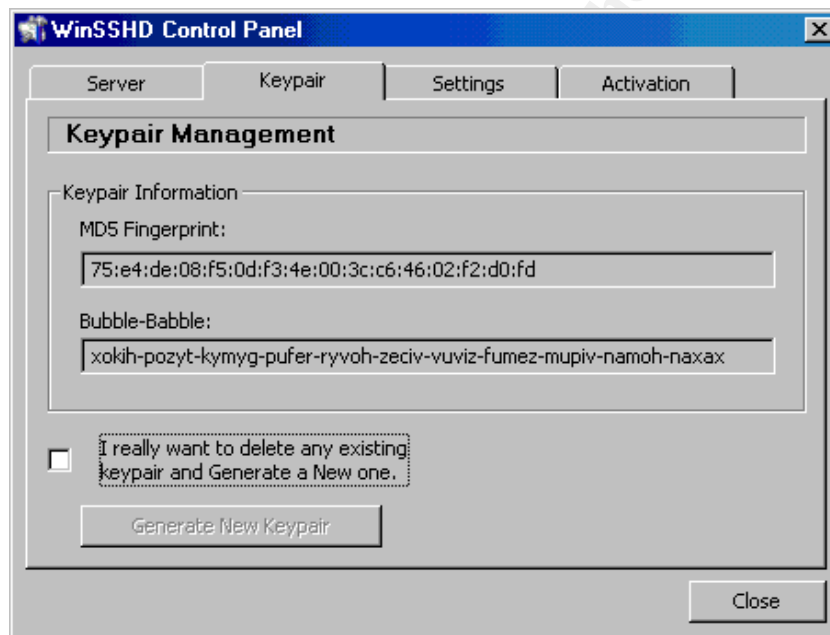 WinSSHD Control Panel
Server Keypair Settings Activation
Keypair Management
Keypair Information
MD5 Fingerprint:
75:e4:de:08:f5:0d:f3:4e:00:3c:c6:46:02:f2:d0:fd
Bubble-Babble:
xokih-pozyt-kymyg-pufer-ryvoh-zeciv-vuviz-fumez-mupiv-namoh-naxax
I really want to delete any existing
keypair and Generate a New one.
Generate New Keypair
Close